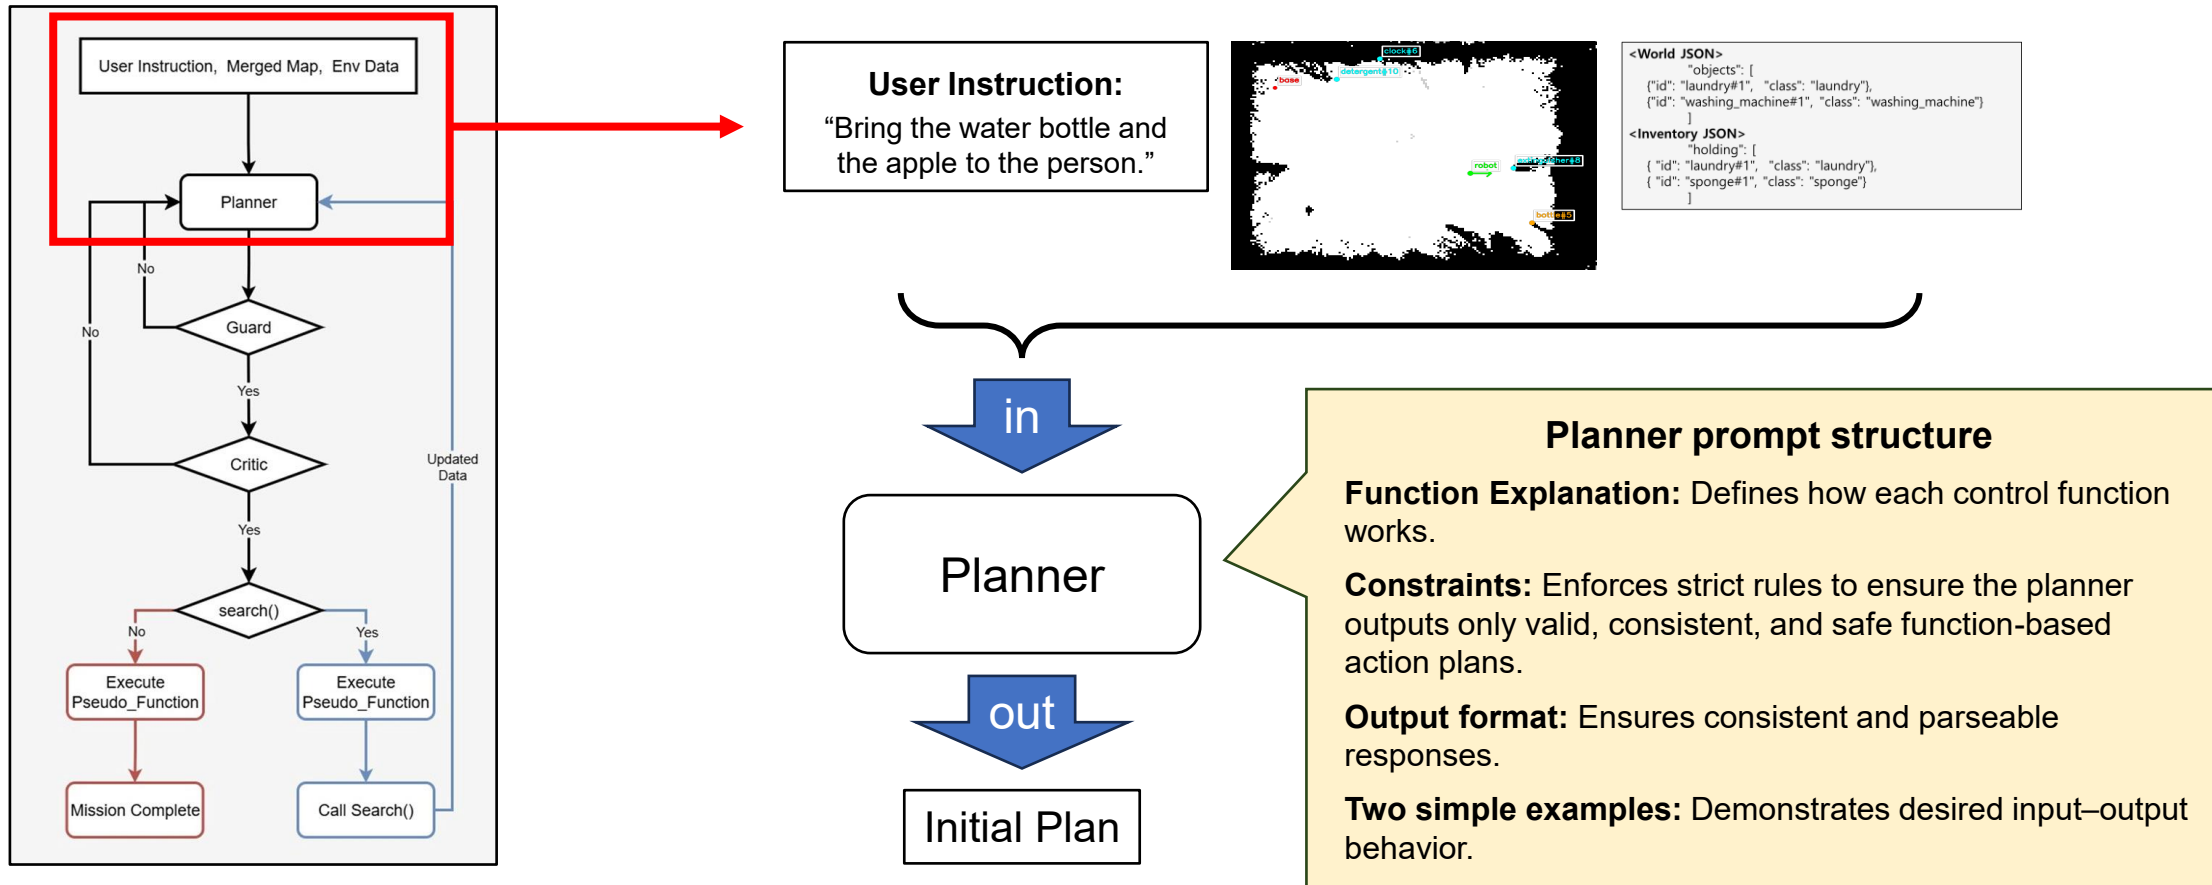 User Instruction, Merged Map, Env Data
Planner
No
Guard
No
Yes
Critic
Updated
Data
Yes
search()
No
Yes
Execute
Pseudo_Function
Execute
Pseudo_Function
Mission Complete
Call Search()
User Instruction:
“Bring the water bottle and
the apple to the person.”
clock#6
detergent#10
base
robot
bottle#5
<World JSON>
"objects": [
{"id": "laundry#1", "class": "laundry"},
{"id": "washing_machine#1", "class": "washing_machine"}
]
<Inventory JSON>
"holding": [
{ "id": "laundry#1", "class": "laundry"},
{ "id": "sponge#1", "class": "sponge"}
]
in
Planner
out
Initial Plan
Planner prompt structure
Function Explanation: Defines how each control function
works.
Constraints: Enforces strict rules to ensure the planner
outputs only valid, consistent, and safe function-based
action plans.
Output format: Ensures consistent and parseable
responses.
Two simple examples: Demonstrates desired input–output
behavior.